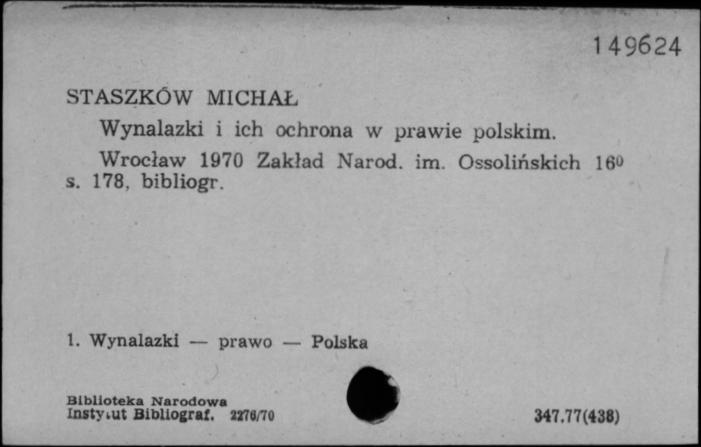 149624
STASZKÓW MICHAŁ
Wynalazki i ich ochrona w prawie polskim.
Wrocław 1970 Zakład Narod. im. Ossolińskich 16⁰
s. 178, bibliogr.
1. Wynalazki — prawo — Polska
Biblioteka Narodowa
Instytut Bibliograf. 2276/70
347.77(438)